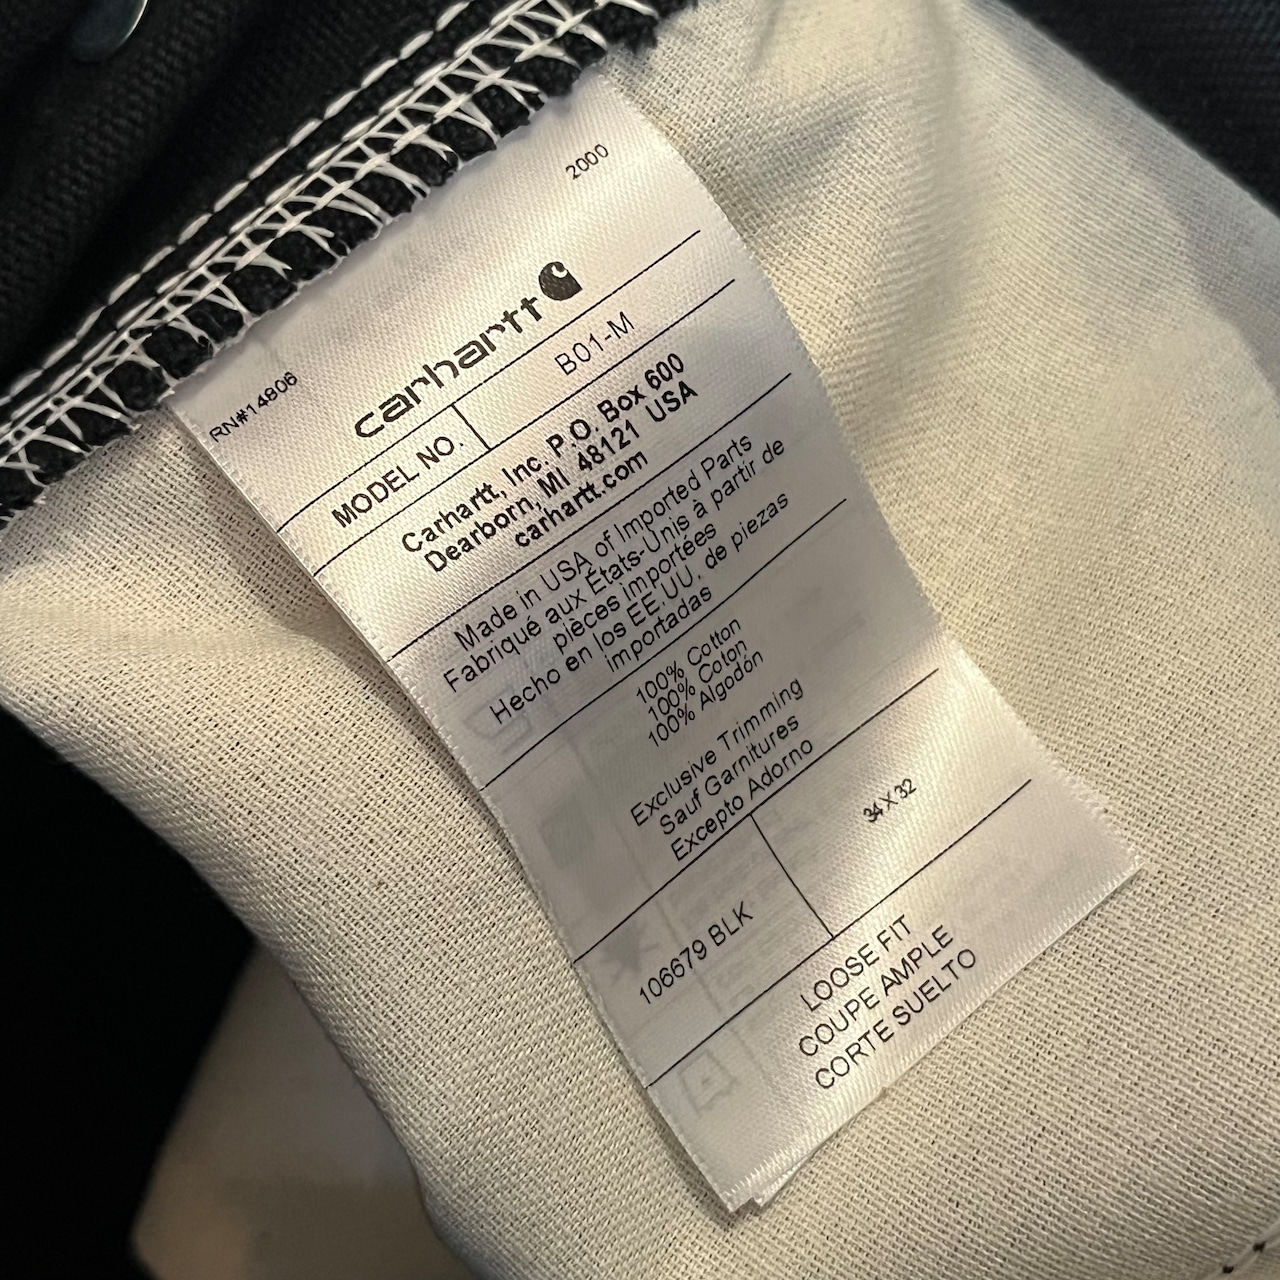 2000
RN#14806
carhartt
MODEL NO. B01-M
Carhartt, Inc. P.O. Box 600
Dearborn, MI 48121 USA
carhartt.com
Made in USA of Imported Parts
Fabriqué aux États-Unis à partir de
pièces importées
Hecho en los EE.UU. de piezas
importadas
100% Cotton
100% Coton
100% Algodón
Exclusive Trimming
Sauf Garnitures
Excepto Adorno
106679 BLK
34 X 32
LOOSE FIT
COUPE AMPLE
CORTE SUELTO